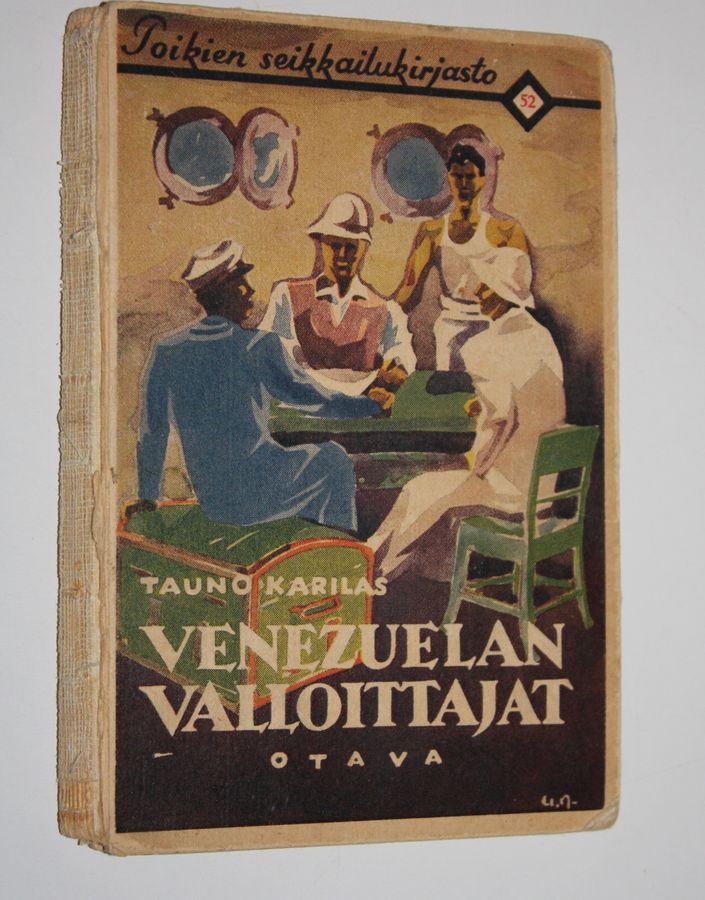 Poikien seikkailukirjasto
52
TAUNO KARILAS
VENEZUELAN
VALLOITTAJAT
OTAVA